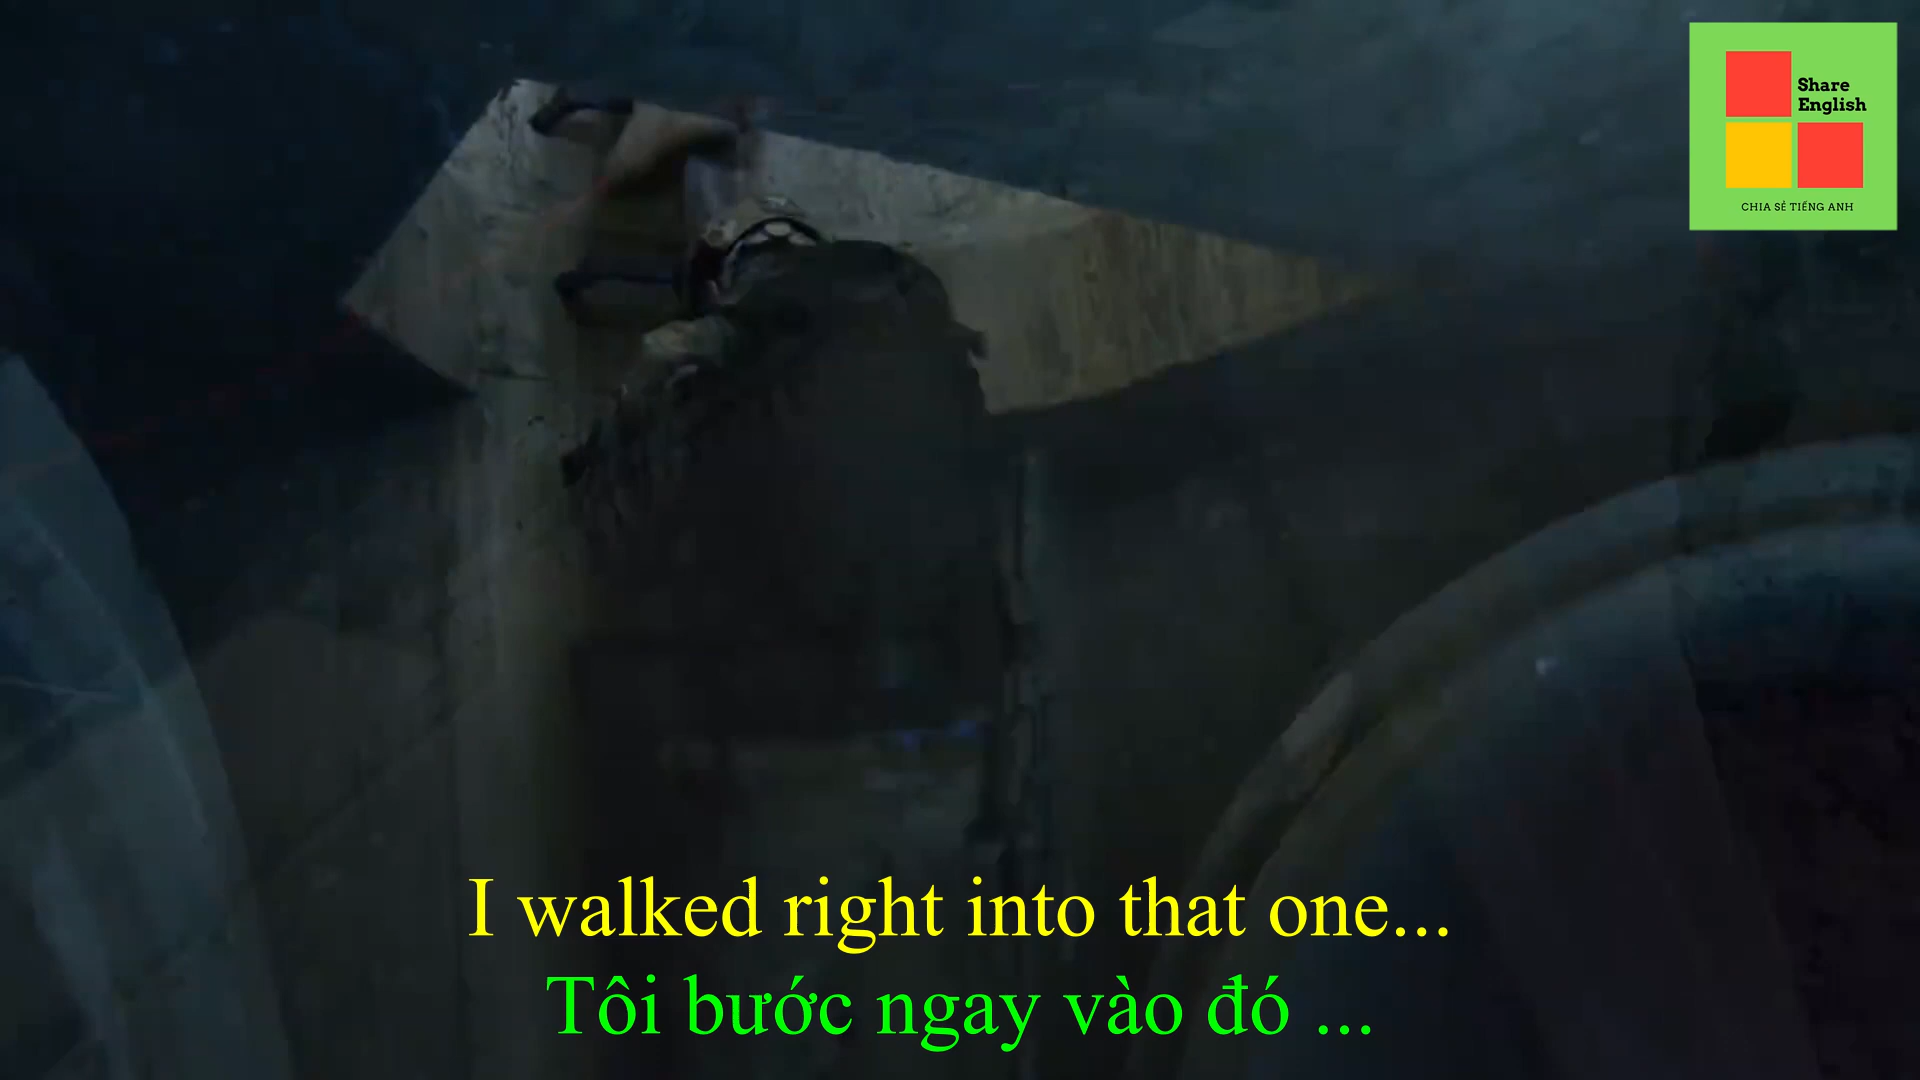 Share
English
CHIA SẺ TIẾNG ANH
I walked right into that one...
Tôi bước ngay vào đó ...